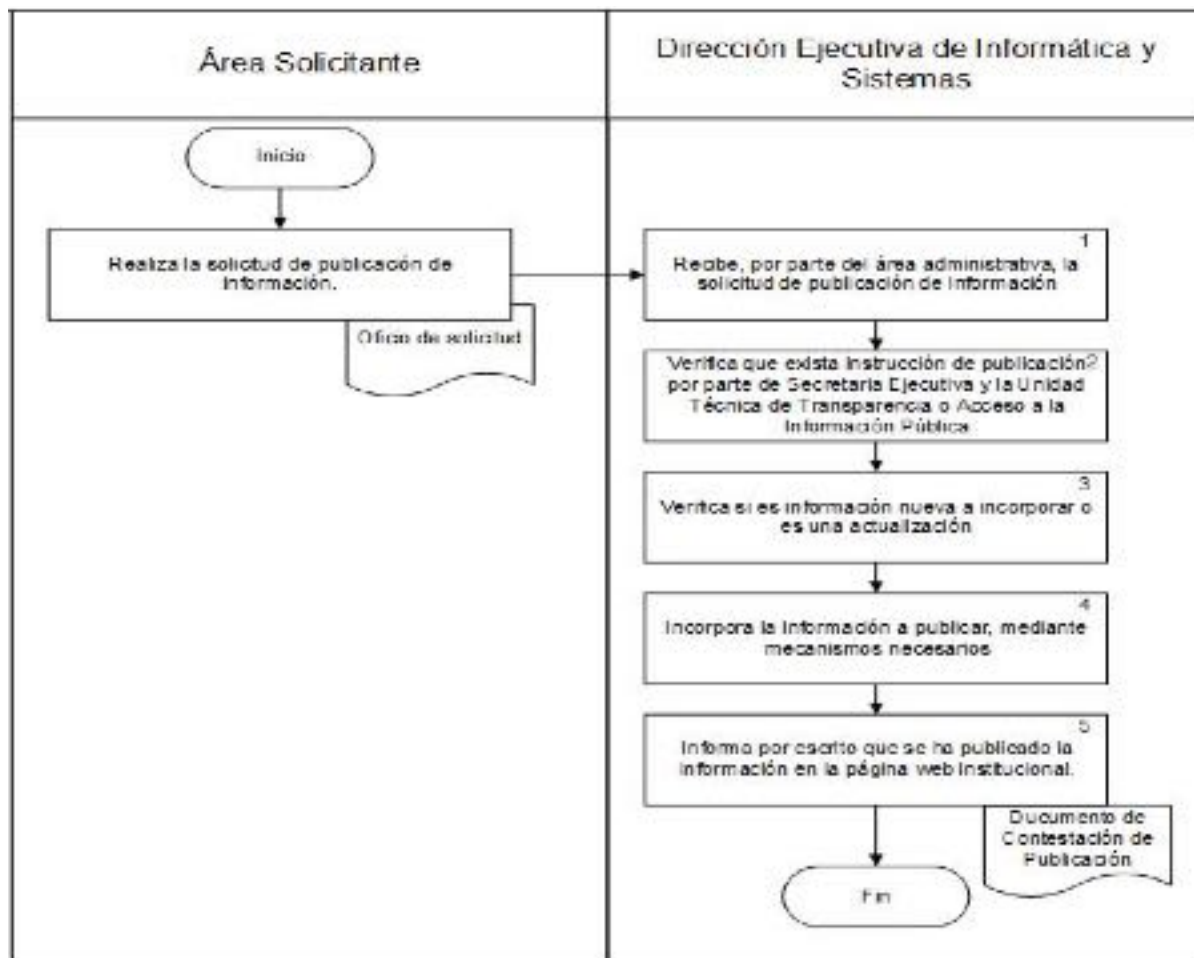 Área Solicitante
Dirección Ejecutiva de Informática y
Sistemas
Inicio
Realiza la solicitud de publicación de
Información.
Oficio de solicitud
1
Recibe, por parte del área administrativa, la
solicitud de publicación de Información
Verifica que exista Instrucción de publicación 2
por parte de Secretaría Ejecutiva y la Unidad
Técnica de Transparencia o Acceso a la
Información Pública
3
Verifica si es información nueva a incorporar o
es una actualización
4
Incorpora la Información a publicar, mediante
mecanismos necesarios
5
Informa por escrito que se ha publicado la
Información en la página web Institucional.
Ducumento de
Contestación de
Publicación
Fin